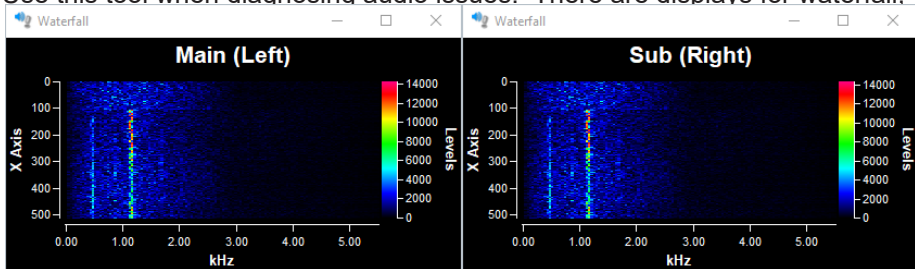 Use this tool when diagnosing audio issues. There are displays for waterfall,
Waterfall
Main (Left)
X Axis
0
100
200
300
400
500
0.00 1.00 2.00 3.00 4.00 5.00
kHz
14000
12000
10000
8000
6000
4000
2000
0
Levels
Waterfall
Sub (Right)
X Axis
0
100
200
300
400
500
0.00 1.00 2.00 3.00 4.00 5.00
kHz
14000
12000
10000
8000
6000
4000
2000
0
Levels